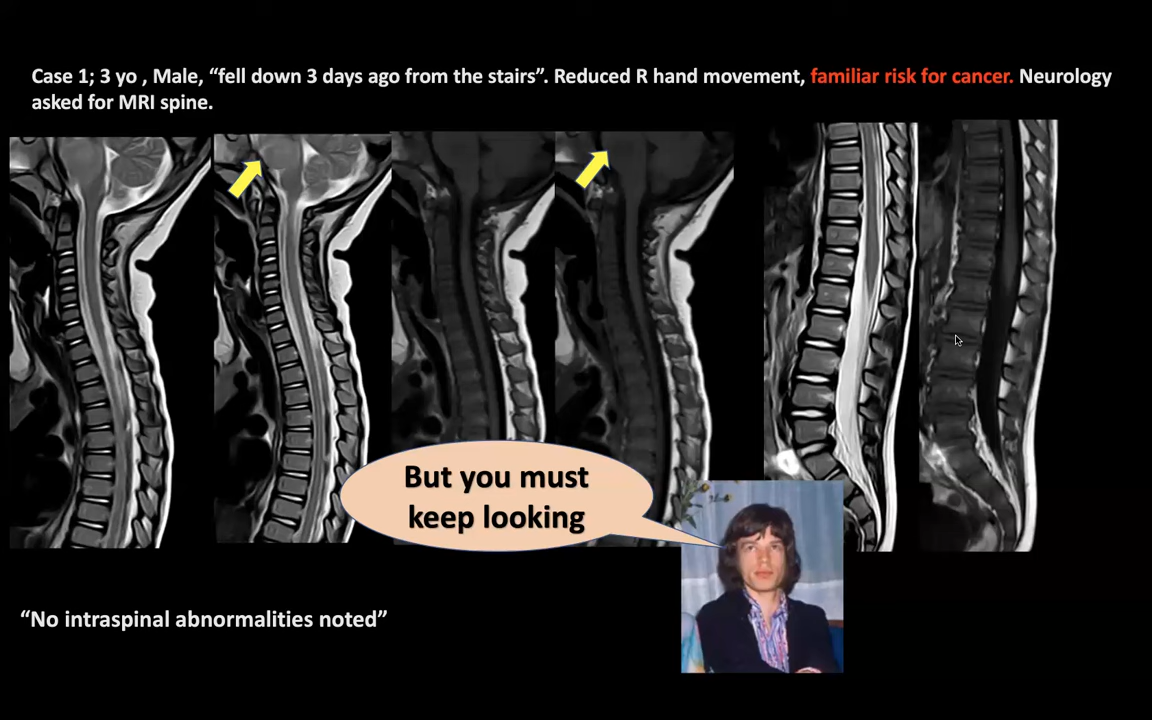 Case 1; 3 yo , Male, “fell down 3 days ago from the stairs”. Reduced R hand movement, familiar risk for cancer. Neurology
asked for MRI spine.
But you must
keep looking
“No intraspinal abnormalities noted”